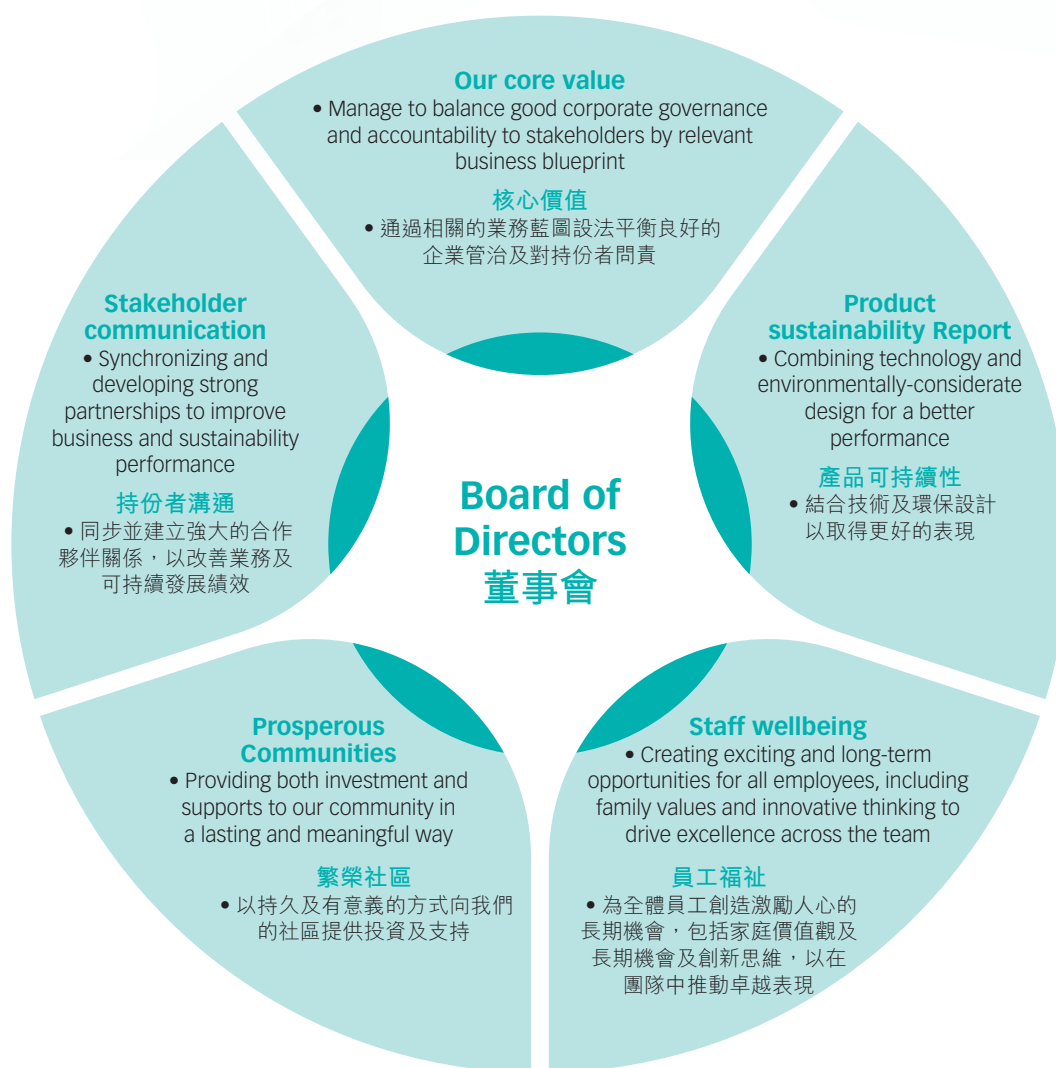 Our core value
• Manage to balance good corporate governance
and accountability to stakeholders by relevant
business blueprint
核心價值
• 通過相關的業務藍圖設法平衡良好的
企業管治及對持份者問責
Stakeholder
communication
• Synchronizing and
developing strong
partnerships to improve
business and sustainability
performance
持份者溝通
• 同步並建立強大的合作
夥伴關係，以改善業務及
可持續發展績效
Product
sustainability Report
• Combining technology and
environmentally-considerate
design for a better
performance
產品可持續性
• 結合技術及環保設計
以取得更好的表現
Board of
Directors
董事會
Prosperous
Communities
• Providing both investment and
supports to our community in
a lasting and meaningful way
繁榮社區
• 以持久及有意義的方式向我們
的社區提供投資及支持
Staff wellbeing
• Creating exciting and long-term
opportunities for all employees, including
family values and innovative thinking to
drive excellence across the team
員工福祉
• 為全體員工創造激勵人心的
長期機會，包括家庭價值觀及
長期機會及創新思維，以在
團隊中推動卓越表現